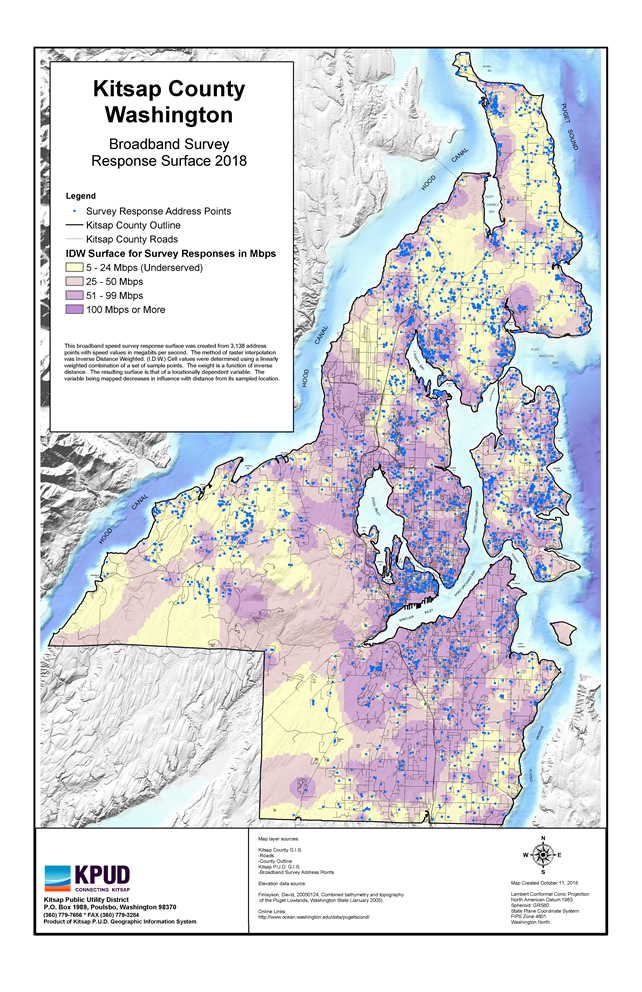 Kitsap County
Washington
Broadband Survey
Response Surface 2018
Legend
Survey Response Address Points
Kitsap County Outline
Kitsap County Roads
IDW Surface for Survey Responses in Mbps
5 - 24 Mbps (Underserved)
25 - 50 Mbps
51 - 99 Mbps
100 Mbps or More
This broadband speed survey response surface was created from 3,138 address
points with speed values in megabits per second. The method of raster interpolation
was Inverse Distance Weighted. (I.D.W.) Cell values were determined using a linearly
weighted combination of a set of sample points. The weight is a function of inverse
distance. The resulting surface is that of a locationally dependent variable. The
variable being mapped decreases in influence with distance from its sampled location.
PUGET SOUND
HOOD CANAL
HOOD CANAL
HOOD CANAL
PORT
MADISON
BAY
SINCLAIR INLET
KPUD
CONNECTING KITSAP
Kitsap Public Utility District
P.O. Box 1989, Poulsbo, Washington 98370
(360) 779-7656 * FAX (360) 779-3284
Product of Kitsap P.U.D. Geographic Information System
Map layer sources:
Kitsap County G.I.S.
-Roads
-County Outline
Kitsap P.U.D. G.I.S.
-Broadband Survey Address Points
Elevation data source:
Finlayson, David, 20050124, Combined bathymetry and topography
of the Puget Lowlands, Washington State (January 2005).
Online Links:
http://www.ocean.washington.edu/data/pugetsound/
N
W E
S
Map Created October 11, 2018
Lambert Conformal Conic Projection
North American Datum 1983
Spheroid: GRS80
State Plane Coordinate System
FIPS Zone 4601
Washington North